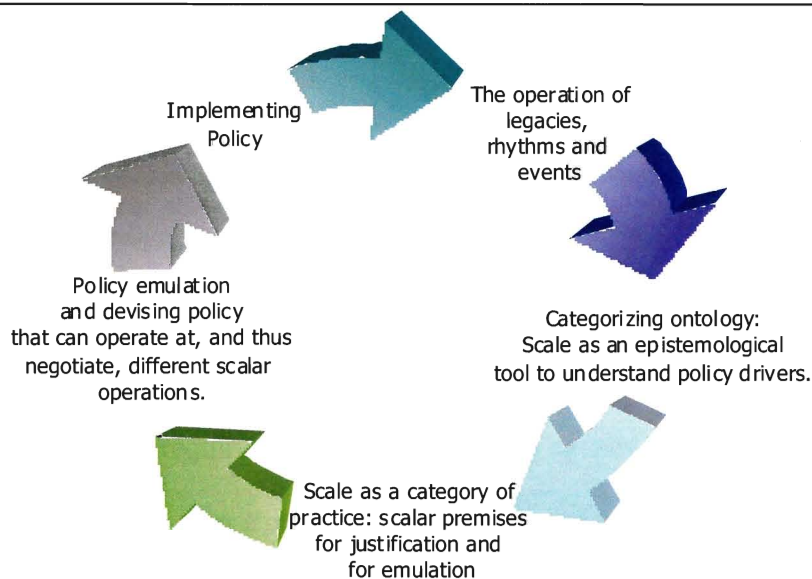 Implementing
Policy
The operation of
legacies,
rhythms and
events
Categorizing ontology:
Scale as an epistemological
tool to understand policy drivers.
Scale as a category of
practice: scalar premises
for justification and
for emulation
Policy emulation
and devising policy
that can operate at, and thus
negotiate, different scalar
operations.